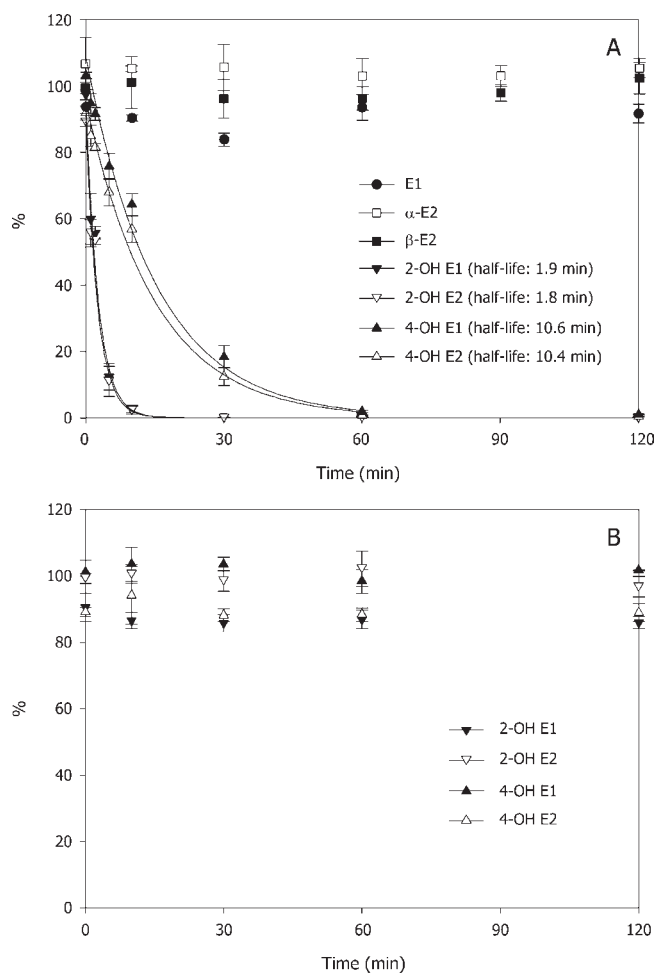 120
100
80
60
40
20
0
%
A
E1
α-E2
β-E2
2-OH E1 (half-life: 1.9 min)
2-OH E2 (half-life: 1.8 min)
4-OH E1 (half-life: 10.6 min)
4-OH E2 (half-life: 10.4 min)
0 30 60 90 120
Time (min)
120
100
80
60
40
20
0
%
B
2-OH E1
2-OH E2
4-OH E1
4-OH E2
0 30 60 90 120
Time (min)